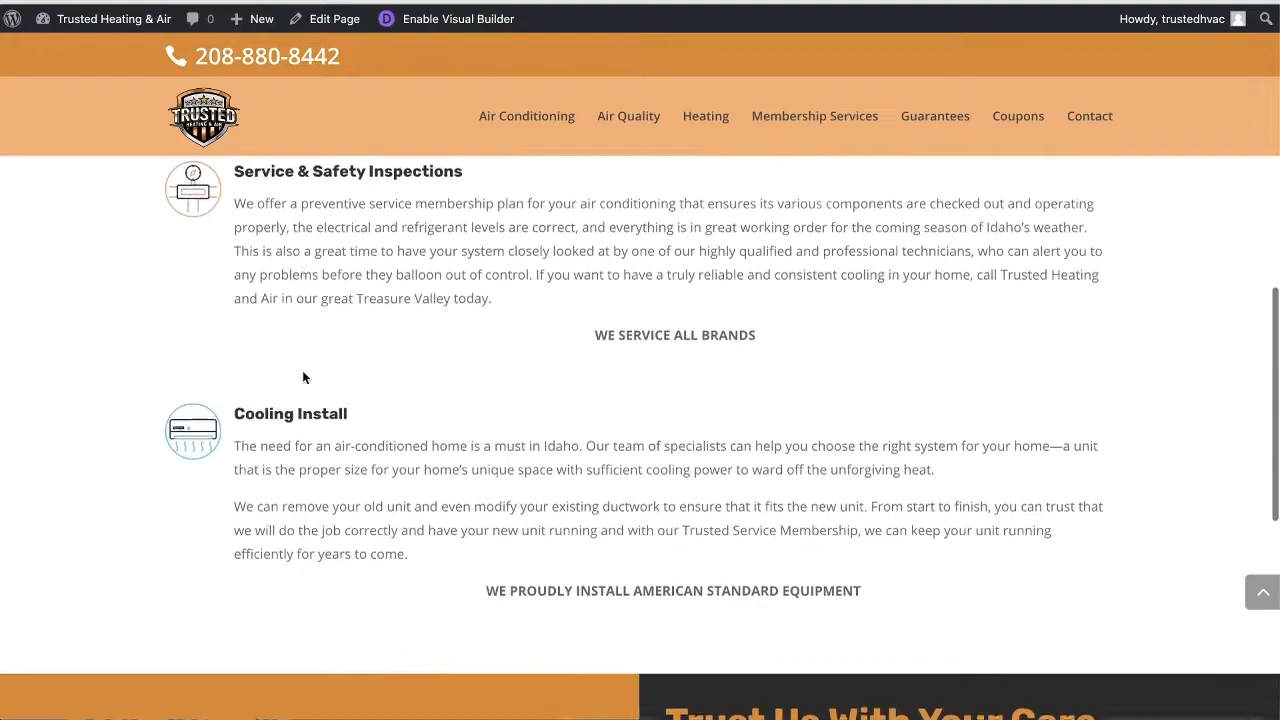 Trusted Heating & Air 0 New Edit Page Enable Visual Builder Howdy, trustedhvac
208-880-8442
TRUSTED
HEATING & AIR
Air Conditioning Air Quality Heating Membership Services Guarantees Coupons Contact
Service & Safety Inspections
We offer a preventive service membership plan for your air conditioning that ensures its various components are checked out and operating
properly, the electrical and refrigerant levels are correct, and everything is in great working order for the coming season of Idaho's weather.
This is also a great time to have your system closely looked at by one of our highly qualified and professional technicians, who can alert you to
any problems before they balloon out of control. If you want to have a truly reliable and consistent cooling in your home, call Trusted Heating
and Air in our great Treasure Valley today.
WE SERVICE ALL BRANDS
Cooling Install
The need for an air-conditioned home is a must in Idaho. Our team of specialists can help you choose the right system for your home—a unit
that is the proper size for your home's unique space with sufficient cooling power to ward off the unforgiving heat.
We can remove your old unit and even modify your existing ductwork to ensure that it fits the new unit. From start to finish, you can trust that
we will do the job correctly and have your new unit running and with our Trusted Service Membership, we can keep your unit running
efficiently for years to come.
WE PROUDLY INSTALL AMERICAN STANDARD EQUIPMENT
Trust Us With Your Care